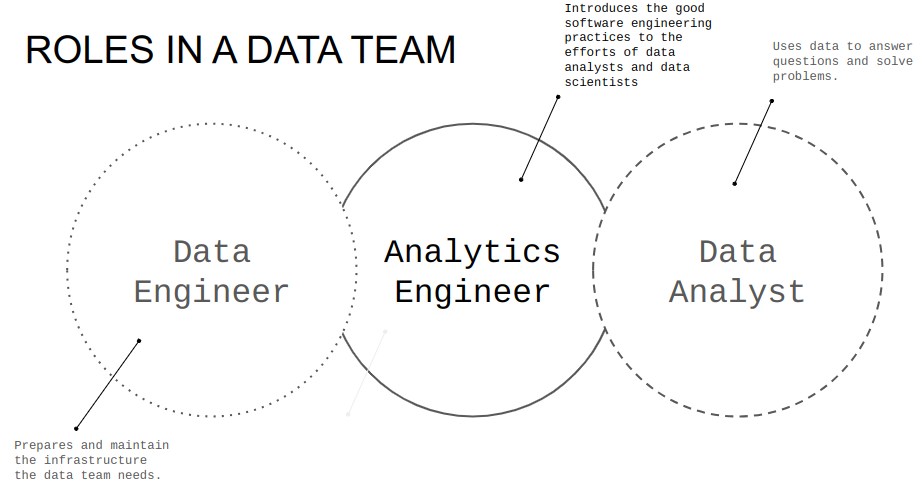 ROLES IN A DATA TEAM
Introduces the good
software engineering
practices to the
efforts of data
analysts and data
scientists
Uses data to answer
questions and solve
problems.
Data
Engineer
Analytics
Engineer
Data
Analyst
Prepares and maintain
the infrastructure
the data team needs.